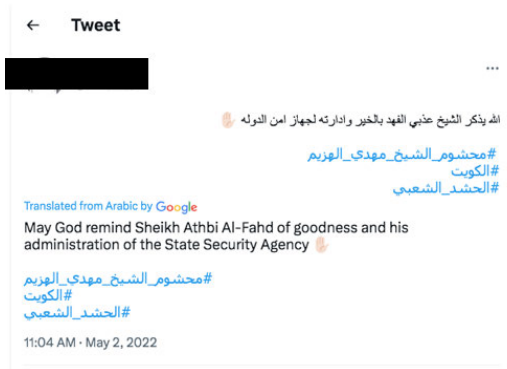 Tweet
الله يذكر الشيخ عذبي الفهد بالخير وادارته لجهاز امن الدوله
#محشوم_الشيخ_مهدي_الهزيم
#الكويت
#الحشد_الشعبي
Translated from Arabic by Google
May God remind Sheikh Athbi Al-Fahd of goodness and his
administration of the State Security Agency
#محشوم_الشيخ_مهدي_الهزيم
#الكويت
#الحشد_الشعبي
11:04 AM · May 2, 2022